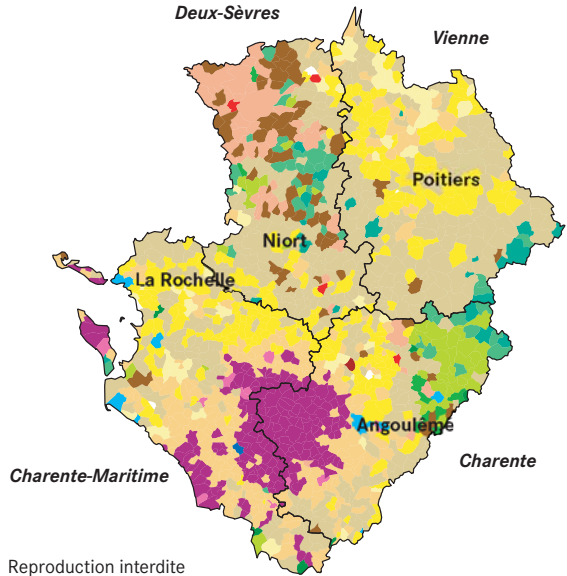 Deux-Sèvres
Vienne
Poitiers
Niort
La Rochelle
Angoulême
Charente-Maritime
Charente
Reproduction interdite